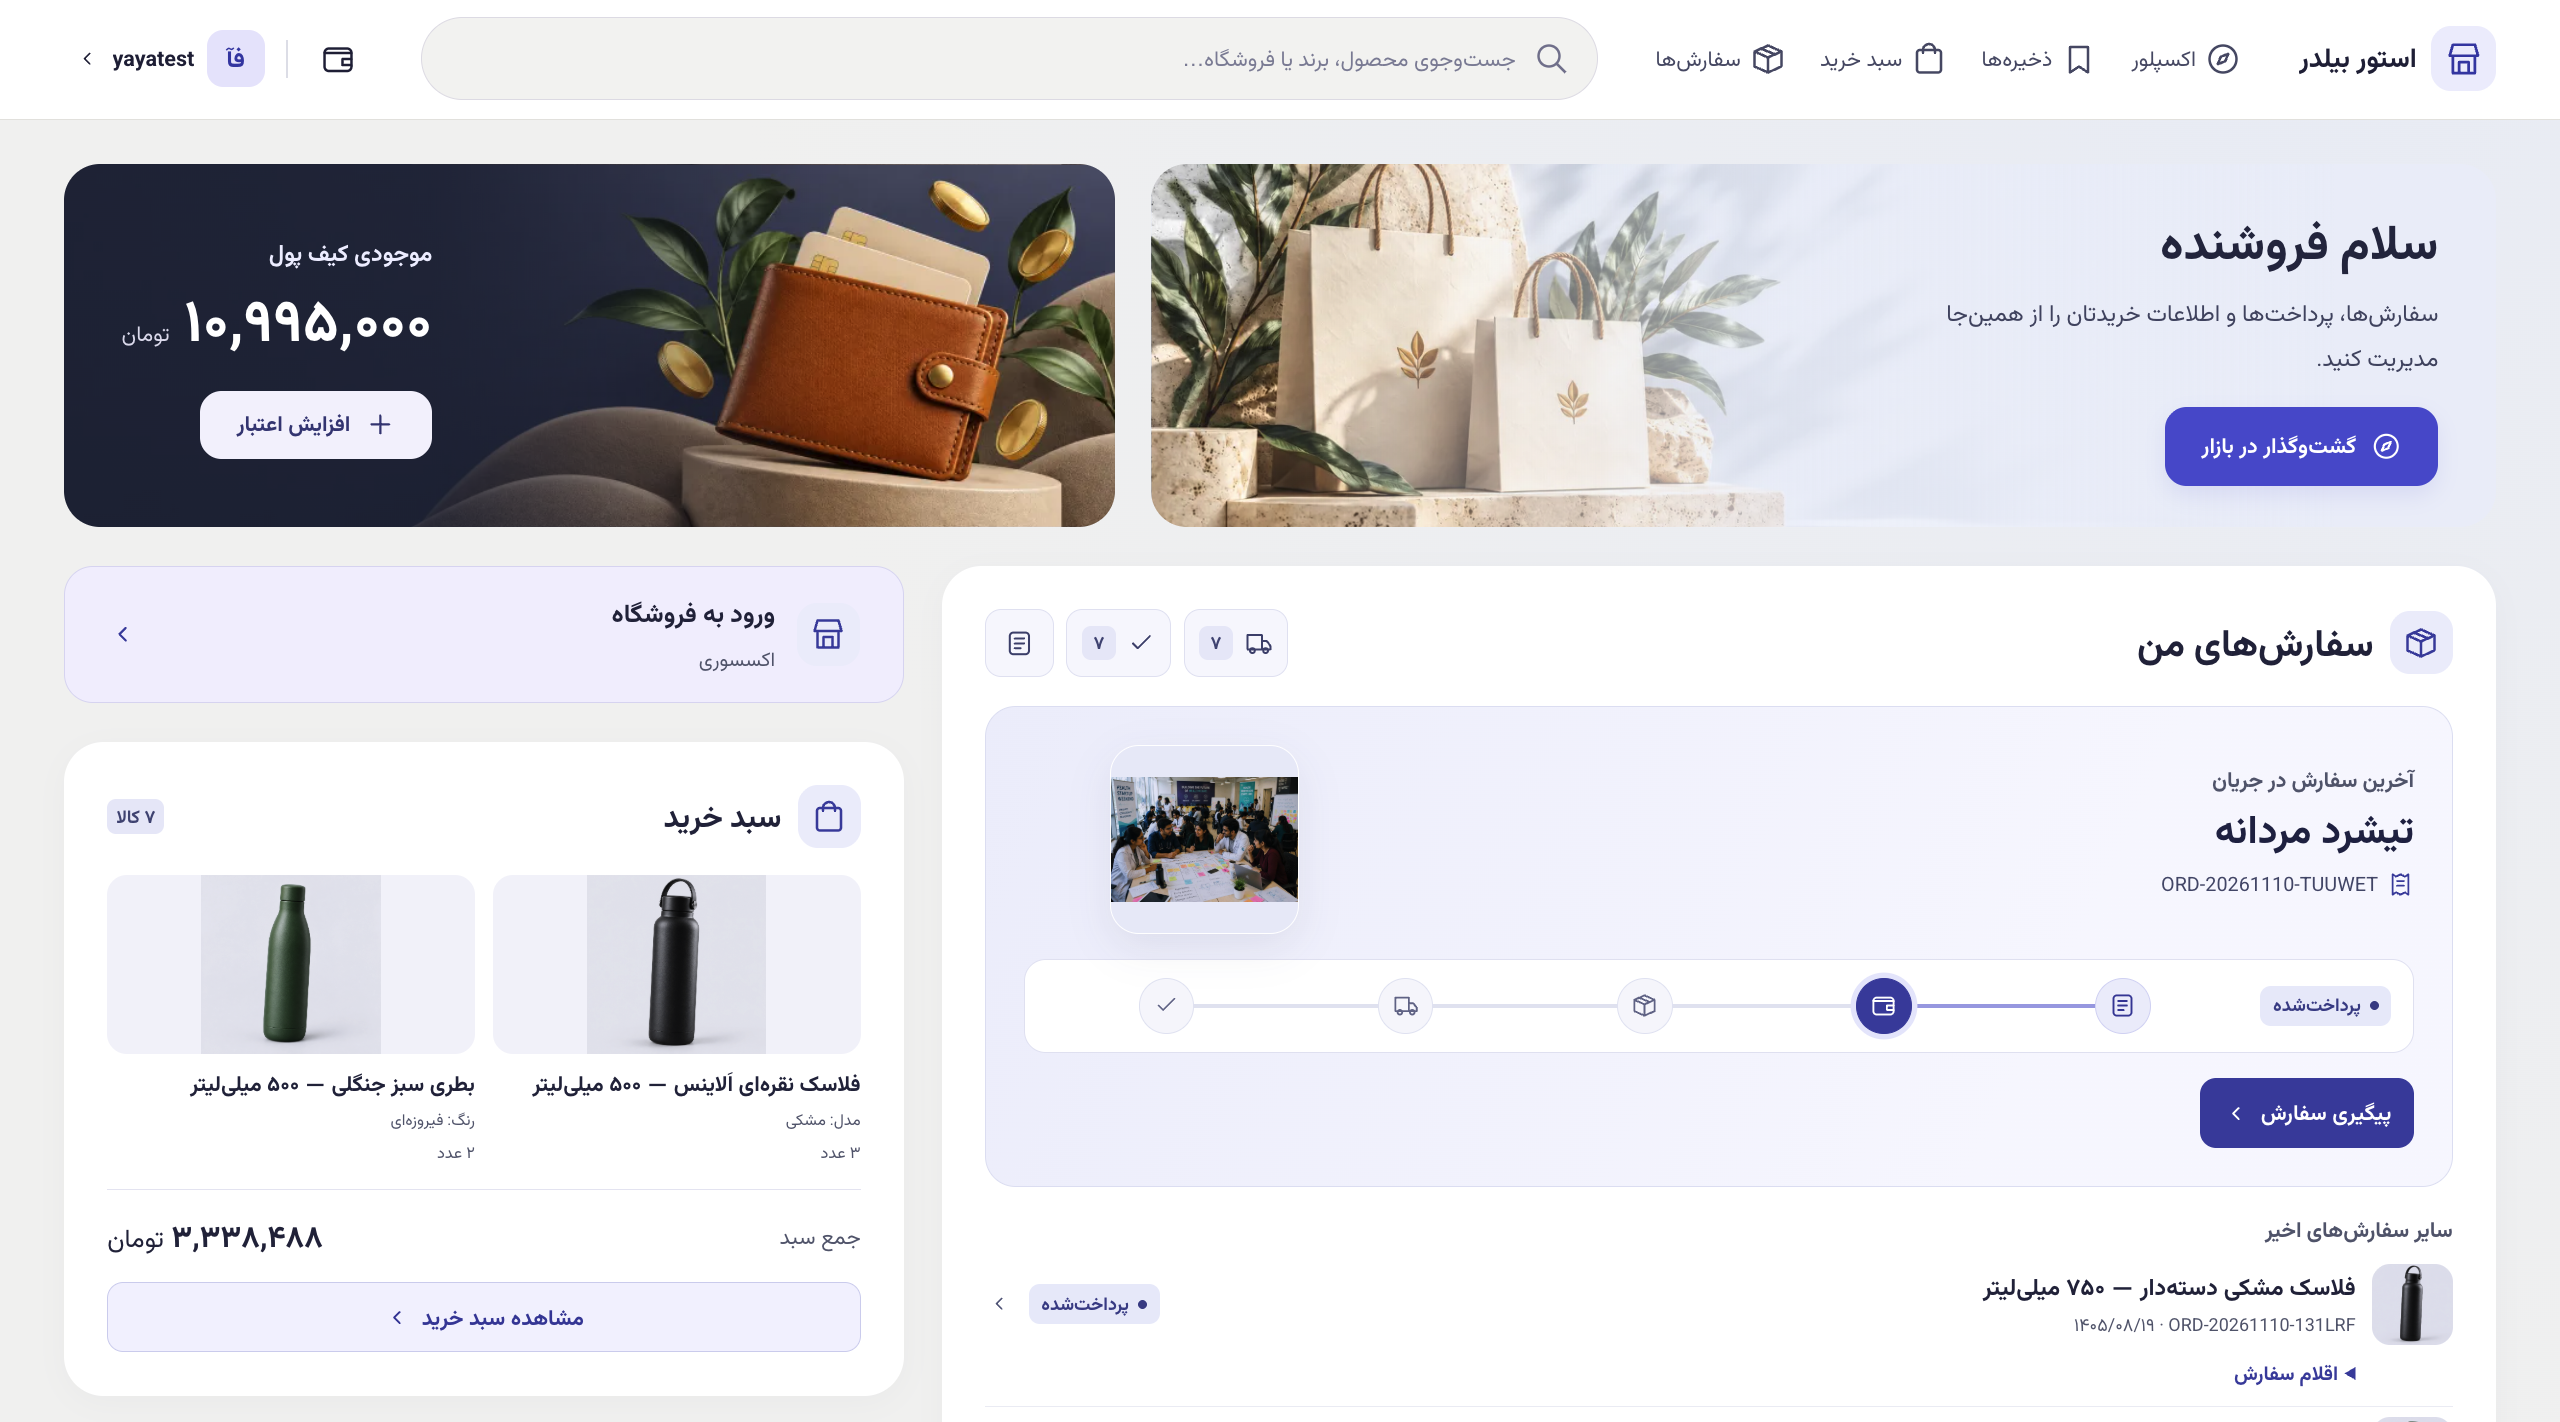 استور بیلدر
اکسپلور
ذخیره‌ها
سبد خرید
سفارش‌ها
جست‌وجوی محصول، برند یا فروشگاه...
فآ
yayatest
سلام فروشنده
سفارش‌ها، پرداخت‌ها و اطلاعات خریدتان را از همین‌جا
مدیریت کنید.
گشت‌وگذار در بازار
موجودی کیف پول
۱۰,۹۹۵,۰۰۰ تومان
افزایش اعتبار
سفارش‌های من
۷
۷
آخرین سفارش در جریان
تیشرد مردانه
ORD-20261110-TUUWET
پرداخت‌شده
پیگیری سفارش
سایر سفارش‌های اخیر
فلاسک مشکی دسته‌دار — ۷۵۰ میلی‌لیتر
ORD-20261110-131LRF · ۱۴۰۵/۰۸/۱۹
پرداخت‌شده
اقلام سفارش
ورود به فروشگاه
اکسسوری
سبد خرید
۷ کالا
فلاسک نقره‌ای آلاینس — ۵۰۰ میلی‌لیتر
مدل: مشکی
۳ عدد
بطری سبز جنگلی — ۵۰۰ میلی‌لیتر
رنگ: فیروزه‌ای
۲ عدد
جمع سبد
۳,۳۳۸,۴۸۸ تومان
مشاهده سبد خرید